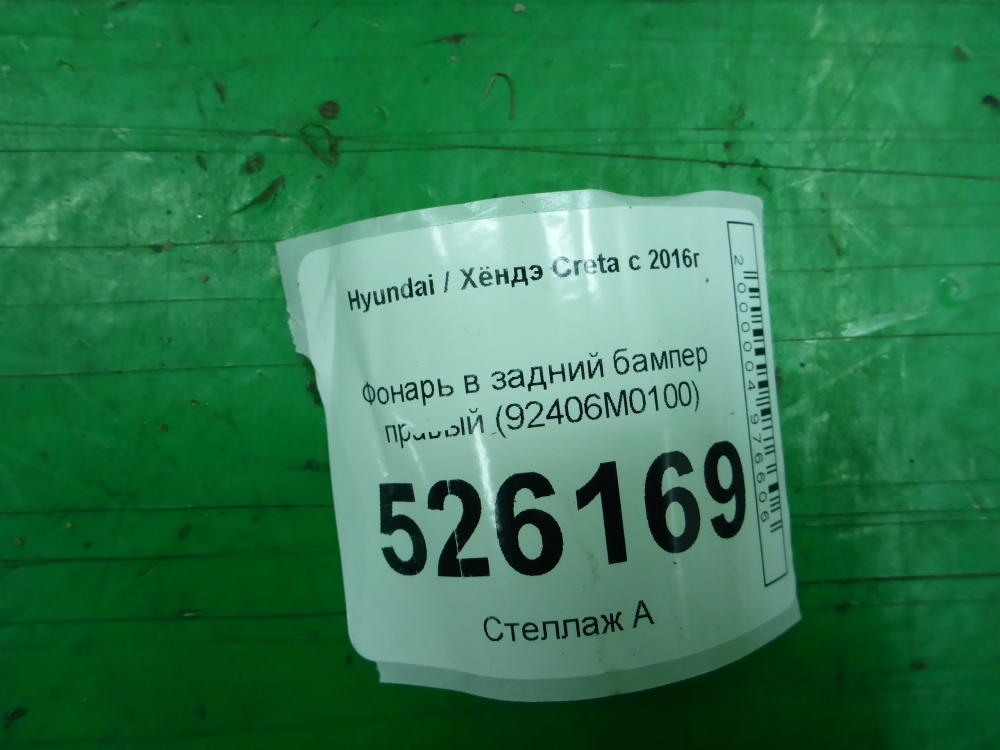 Hyundai / Хёндэ Creta с 2016г
Фонарь в задний бампер
правый (92406M0100)
526169
Стеллаж А
2000004976606